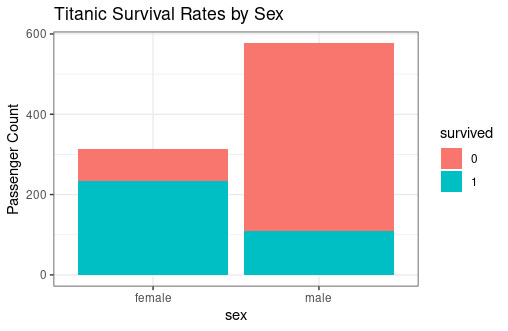 Titanic Survival Rates by Sex
600
400
200
0
Passenger Count
female
male
sex
survived
0
1